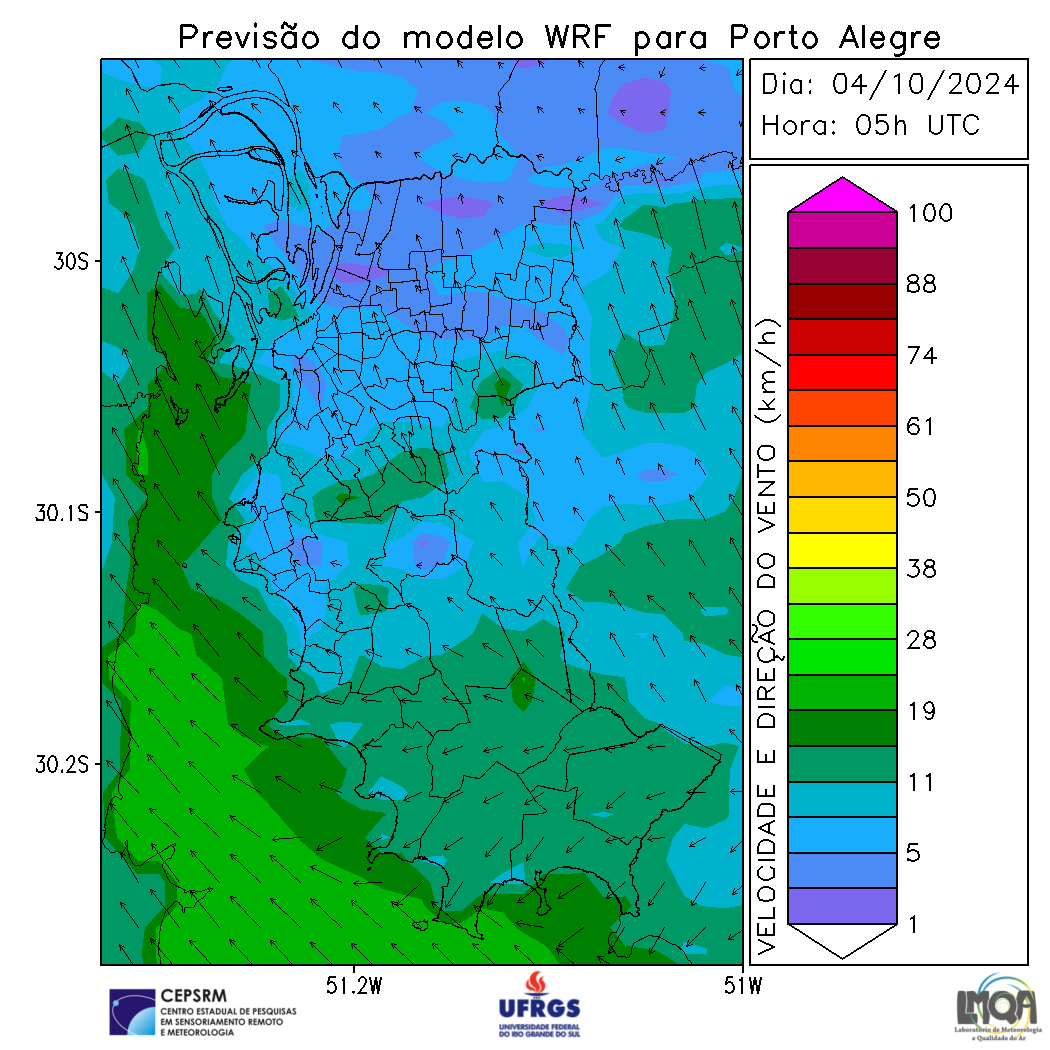 Previsão do modelo WRF para Porto Alegre
Dia: 04/10/2024
Hora: 05h UTC
30S
30.1S
30.2S
51.2W
51W
VELOCIDADE E DIREÇÃO DO VENTO (km/h)
100
88
74
61
50
38
28
19
11
5
1
CEPSRM
CENTRO ESTADUAL DE PESQUISAS
EM SENSORIAMENTO REMOTO
E METEOROLOGIA
UFRGS
UNIVERSIDADE FEDERAL
DO RIO GRANDE DO SUL
LMQA
Laboratório de Meteorologia
e Qualidade do Ar